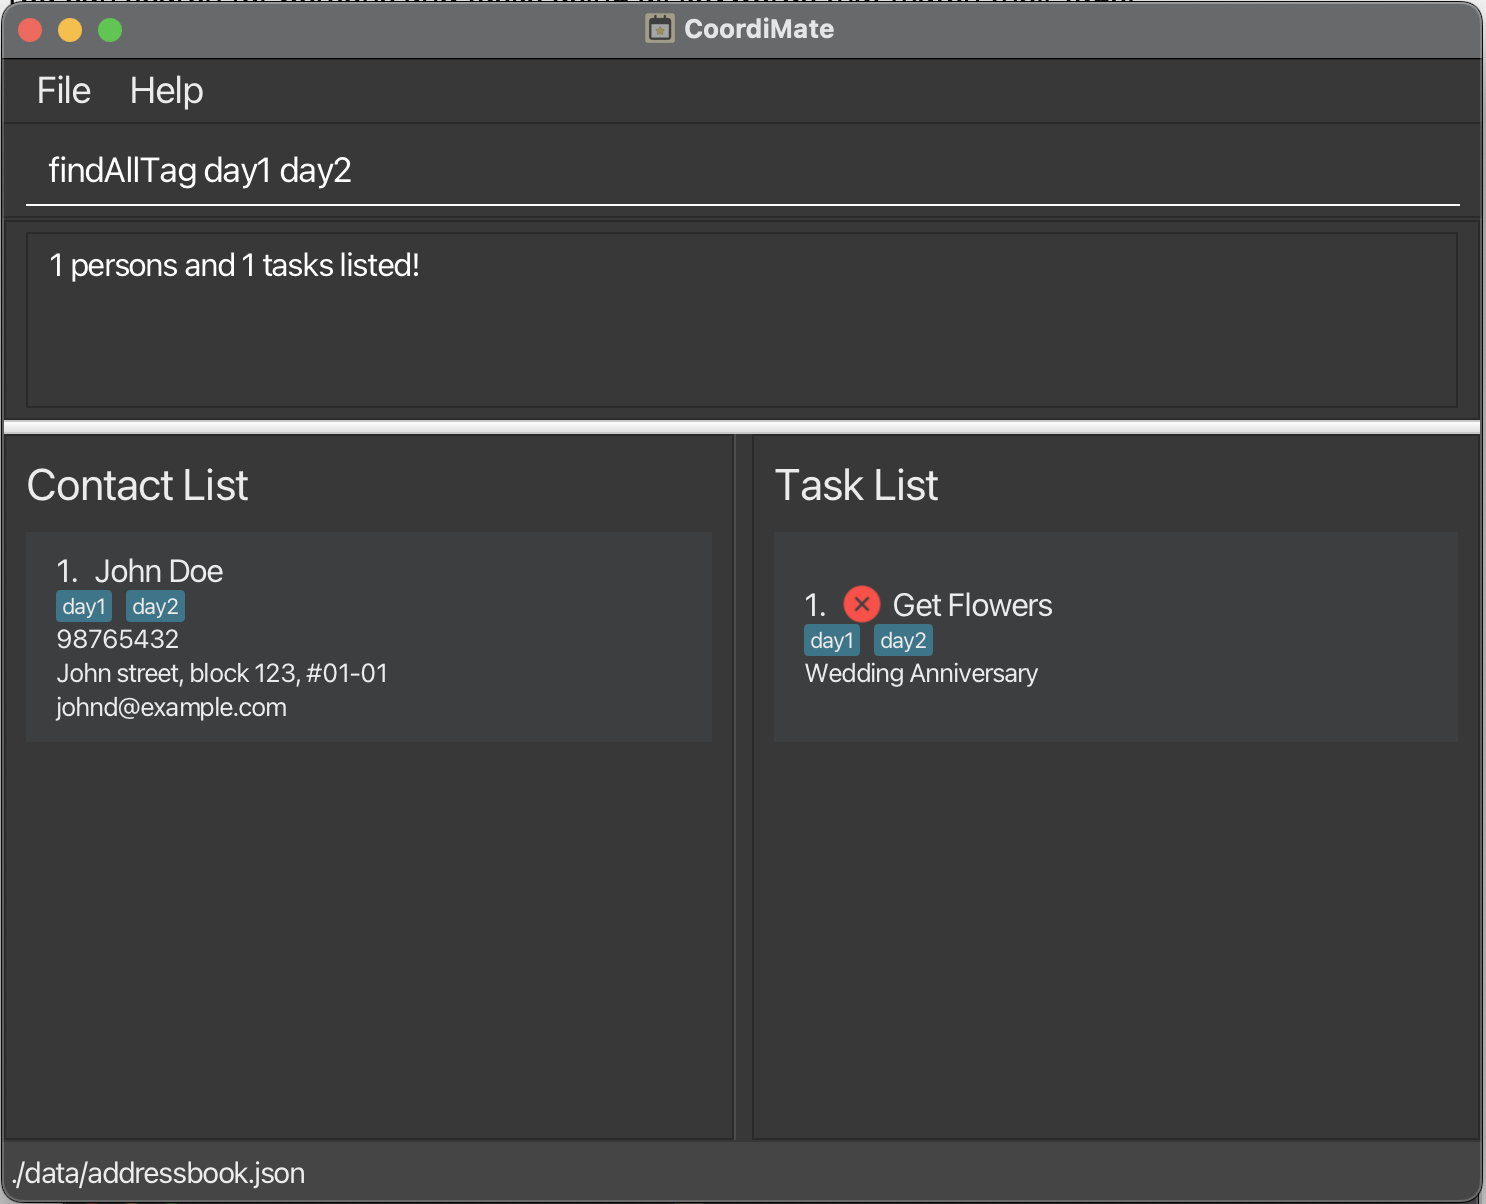 CoordiMate
File Help
findAllTag day1 day2
1 persons and 1 tasks listed!
Contact List
1. John Doe
day1 day2
98765432
John street, block 123, #01-01
johnd@example.com
Task List
1. Get Flowers
day1 day2
Wedding Anniversary
./data/addressbook.json